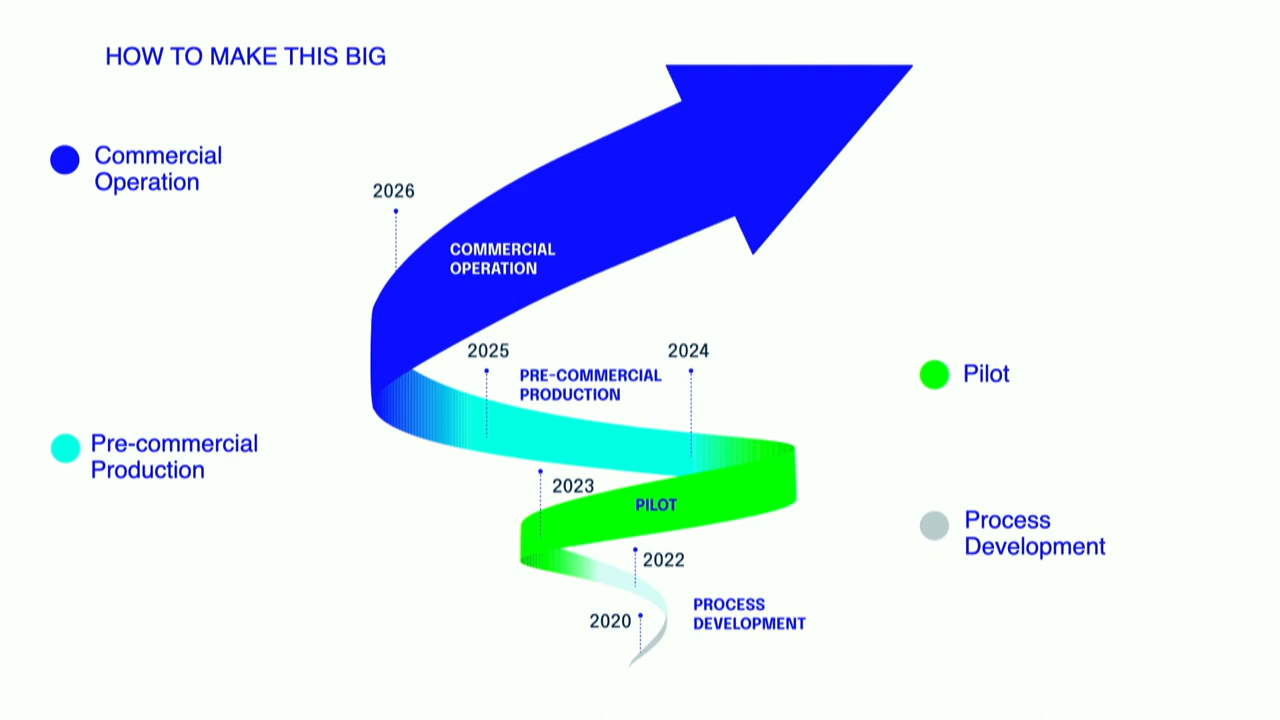 HOW TO MAKE THIS BIG
Commercial
Operation
2026
COMMERCIAL
OPERATION
2025
2024
PRE-COMMERCIAL
PRODUCTION
Pilot
Pre-commercial
Production
2023
PILOT
Process
Development
2022
PROCESS
DEVELOPMENT
2020